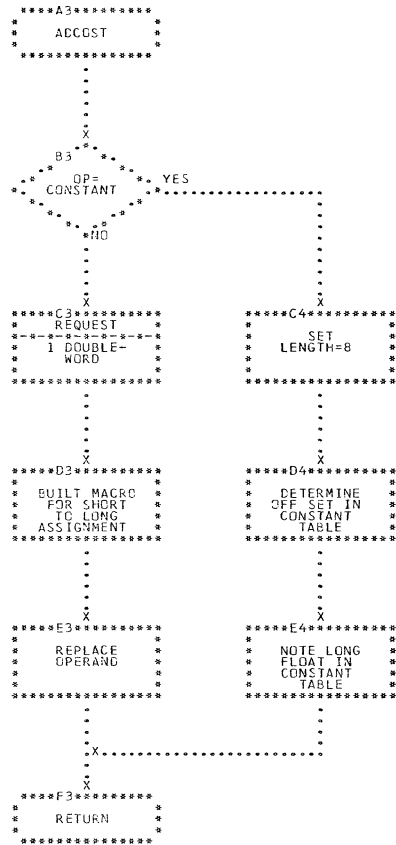 A3
ADCOST
B3
OP=
CONSTANT
YES
NO
C3
REQUEST
1 DOUBLE-
WORD
C4
SET
LENGTH=8
D3
BUILT MACRO
FOR SHORT
TO LONG
ASSIGNMENT
D4
DETERMINE
OFF SET IN
CONSTANT
TABLE
E3
REPLACE
OPERAND
E4
NOTE LONG
FLOAT IN
CONSTANT
TABLE
F3
RETURN